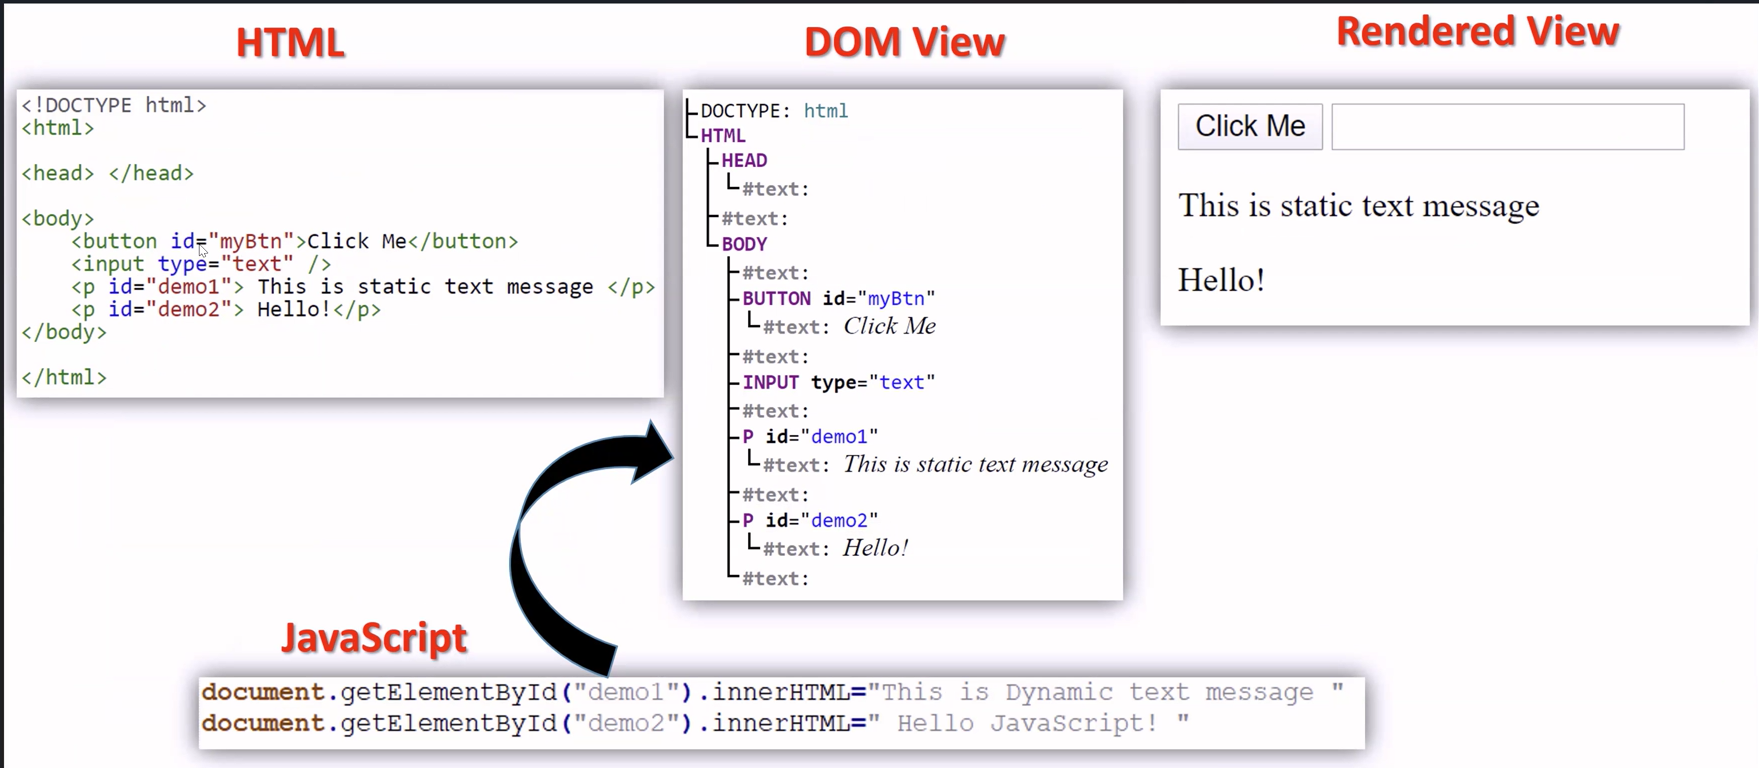 HTML
<!DOCTYPE html>
<html>
<head> </head>
<body>
<button id="myBtn">Click Me</button>
<input type="text" />
<p id="demo1"> This is static text message </p>
<p id="demo2"> Hello!</p>
</body>
</html>
DOM View
DOCTYPE: html
HTML
HEAD
#text:
#text:
BODY
#text:
BUTTON id="myBtn"
#text: Click Me
#text:
INPUT type="text"
#text:
P id="demo1"
#text: This is static text message
#text:
P id="demo2"
#text: Hello!
#text:
Rendered View
Click Me
This is static text message
Hello!
JavaScript
document.getElementById("demo1").innerHTML="This is Dynamic text message "
document.getElementById("demo2").innerHTML=" Hello JavaScript! "